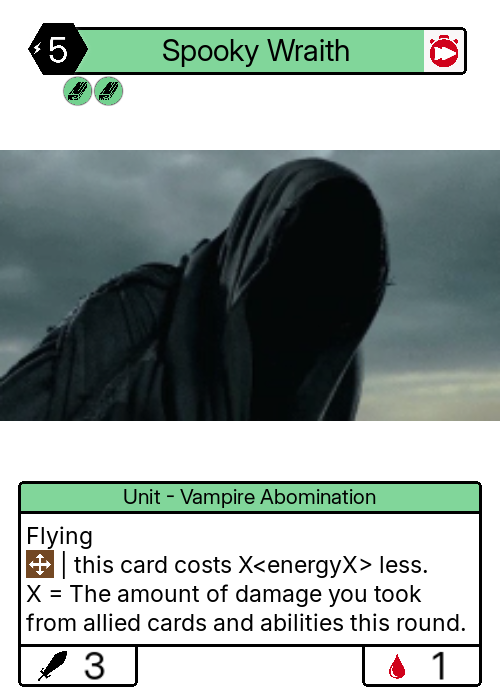 5
Spooky Wraith
Unit - Vampire Abomination
Flying
| this card costs X<energyX> less.
X = The amount of damage you took
from allied cards and abilities this round.
3
1